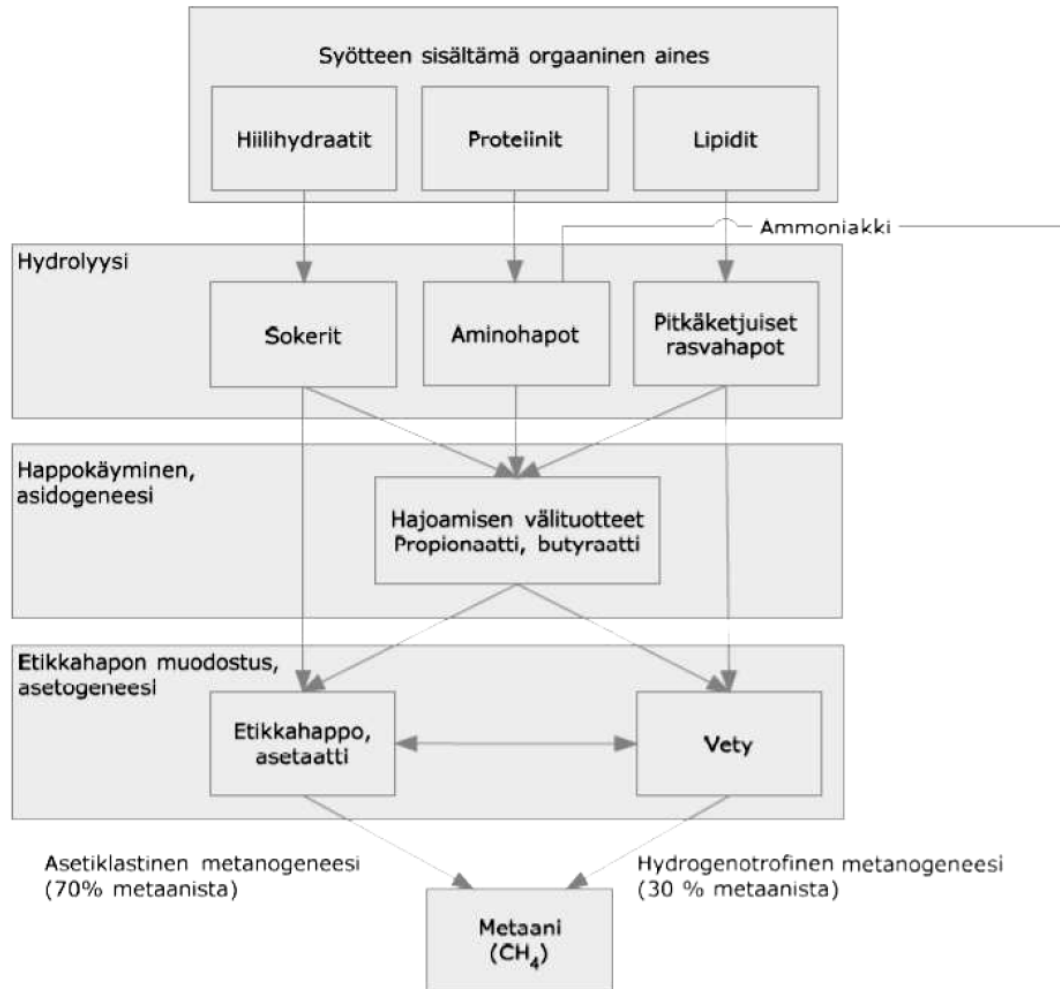 Syötteen sisältämä orgaaninen aines
Hiilihydraatit
Proteiinit
Lipidit
Ammoniakki
Hydrolyysi
Sokerit
Aminohapot
Pitkäketjuiset
rasvahapot
Happokäyminen,
asidogeneesi
Hajoamisen välituotteet
Propionaatti, butyraatti
Etikkahapon muodostus,
asetogeneesi
Etikkahappo,
asetaatti
Vety
Asetiklastinen metanogeneesi
(70% metaanista)
Hydrogenotrofinen metanogeneesi
(30 % metaanista)
Metaani
(CH₄)